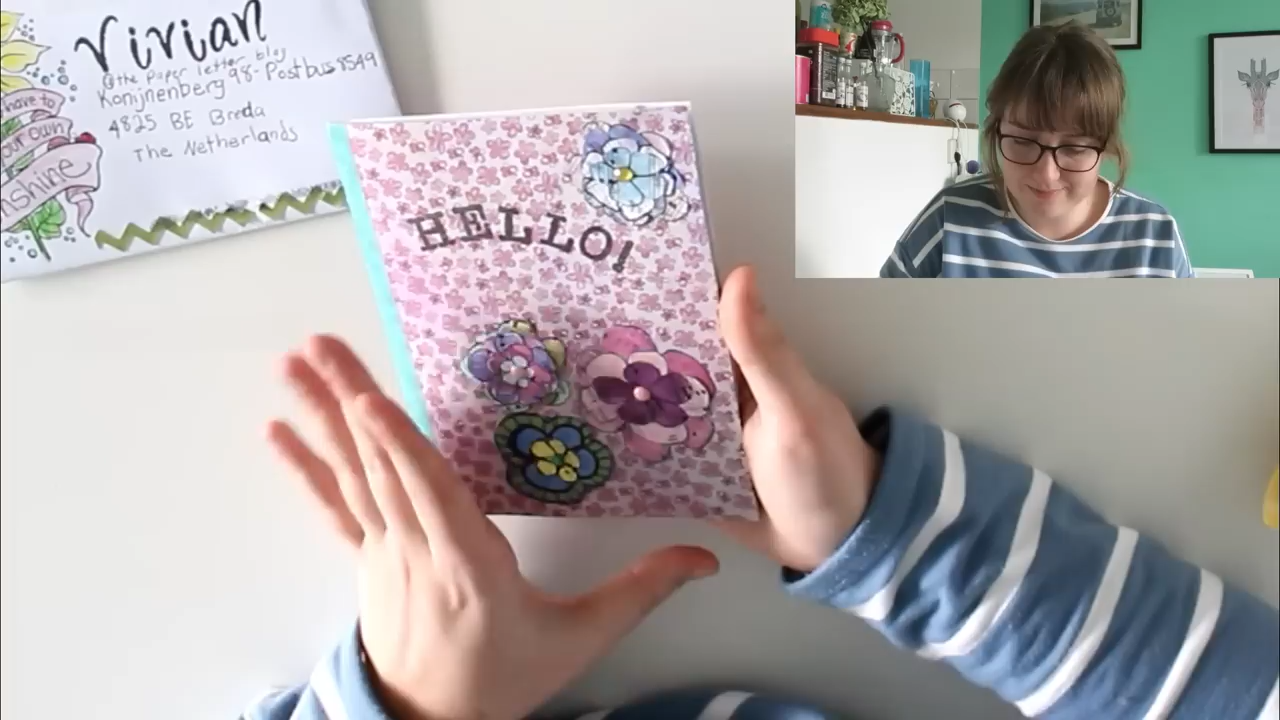 Vivian
@the Paper letter blog
Konijnenberg 98 - Postbus 8549
4825 BE Breda
The Netherlands
have to
our own
nshine
HELLO!